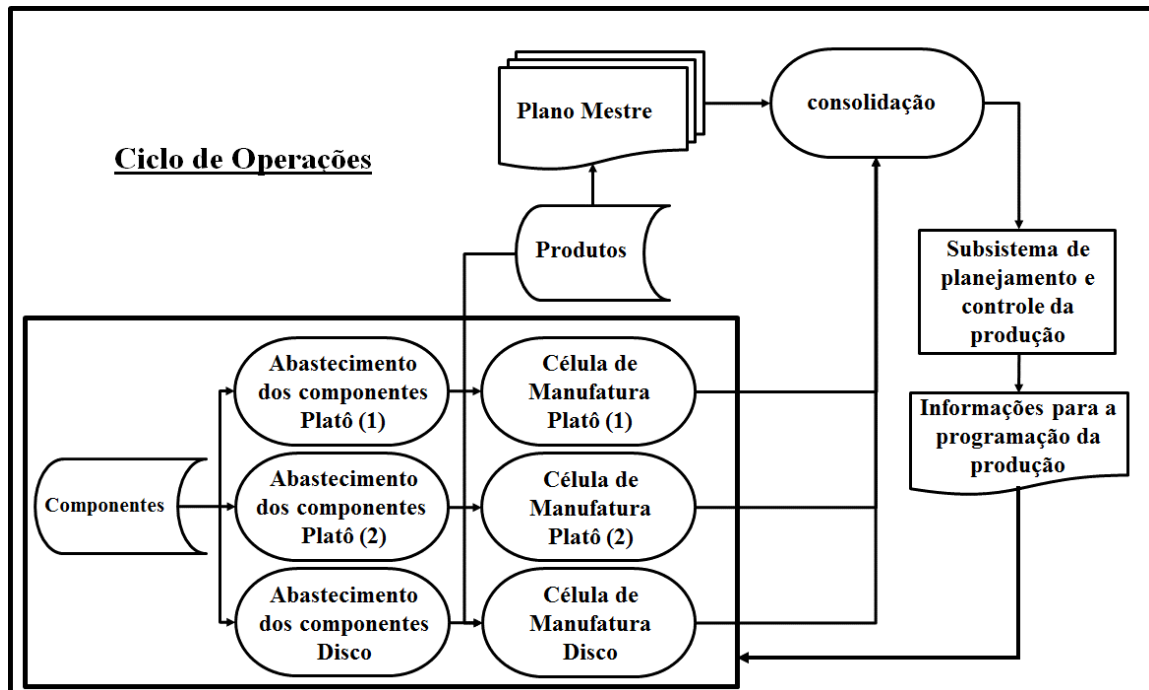 Plano Mestre
consolidação
Ciclo de Operações
Produtos
Subsistema de
planejamento e
controle da
produção
Abastecimento
dos componentes
Platô (1)
Célula de
Manufatura
Platô (1)
Informações para a
programação da
produção
Componentes
Abastecimento
dos componentes
Platô (2)
Célula de
Manufatura
Platô (2)
Abastecimento
dos componentes
Disco
Célula de
Manufatura
Disco